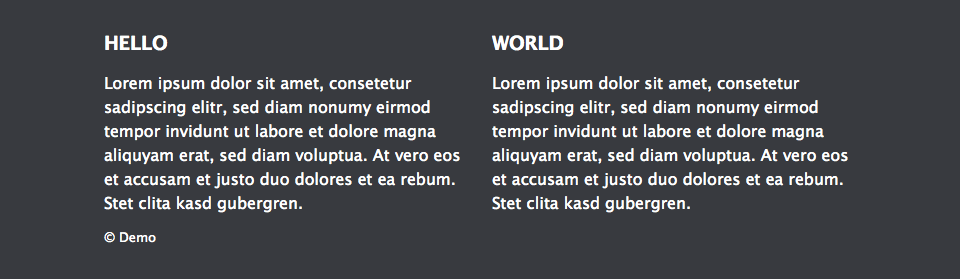 HELLO
Lorem ipsum dolor sit amet, consetetur
sadipscing elitr, sed diam nonumy eirmod
tempor invidunt ut labore et dolore magna
aliquyam erat, sed diam voluptua. At vero eos
et accusam et justo duo dolores et ea rebum.
Stet clita kasd gubergren.
WORLD
Lorem ipsum dolor sit amet, consetetur
sadipscing elitr, sed diam nonumy eirmod
tempor invidunt ut labore et dolore magna
aliquyam erat, sed diam voluptua. At vero eos
et accusam et justo duo dolores et ea rebum.
Stet clita kasd gubergren.
© Demo